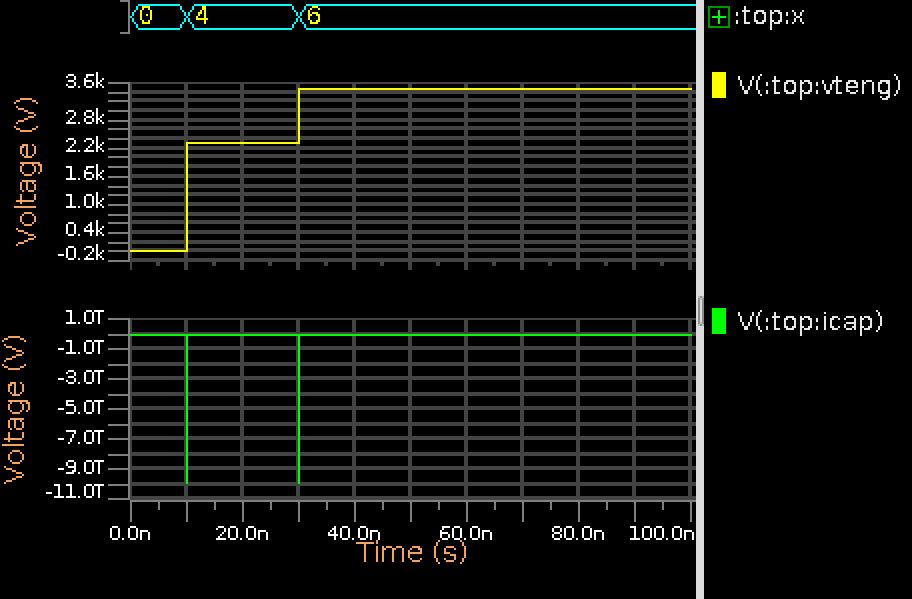 0 4 6
:top:x
3.6k
V(:top:vteng)
2.8k
2.2k
1.6k
1.0k
0.4k
-0.2k
Voltage (V)
1.0T
V(:top:icap)
-1.0T
-3.0T
-5.0T
-7.0T
-9.0T
-11.0T
Voltage (V)
0.0n 20.0n 40.0n 60.0n 80.0n 100.0n
Time (s)